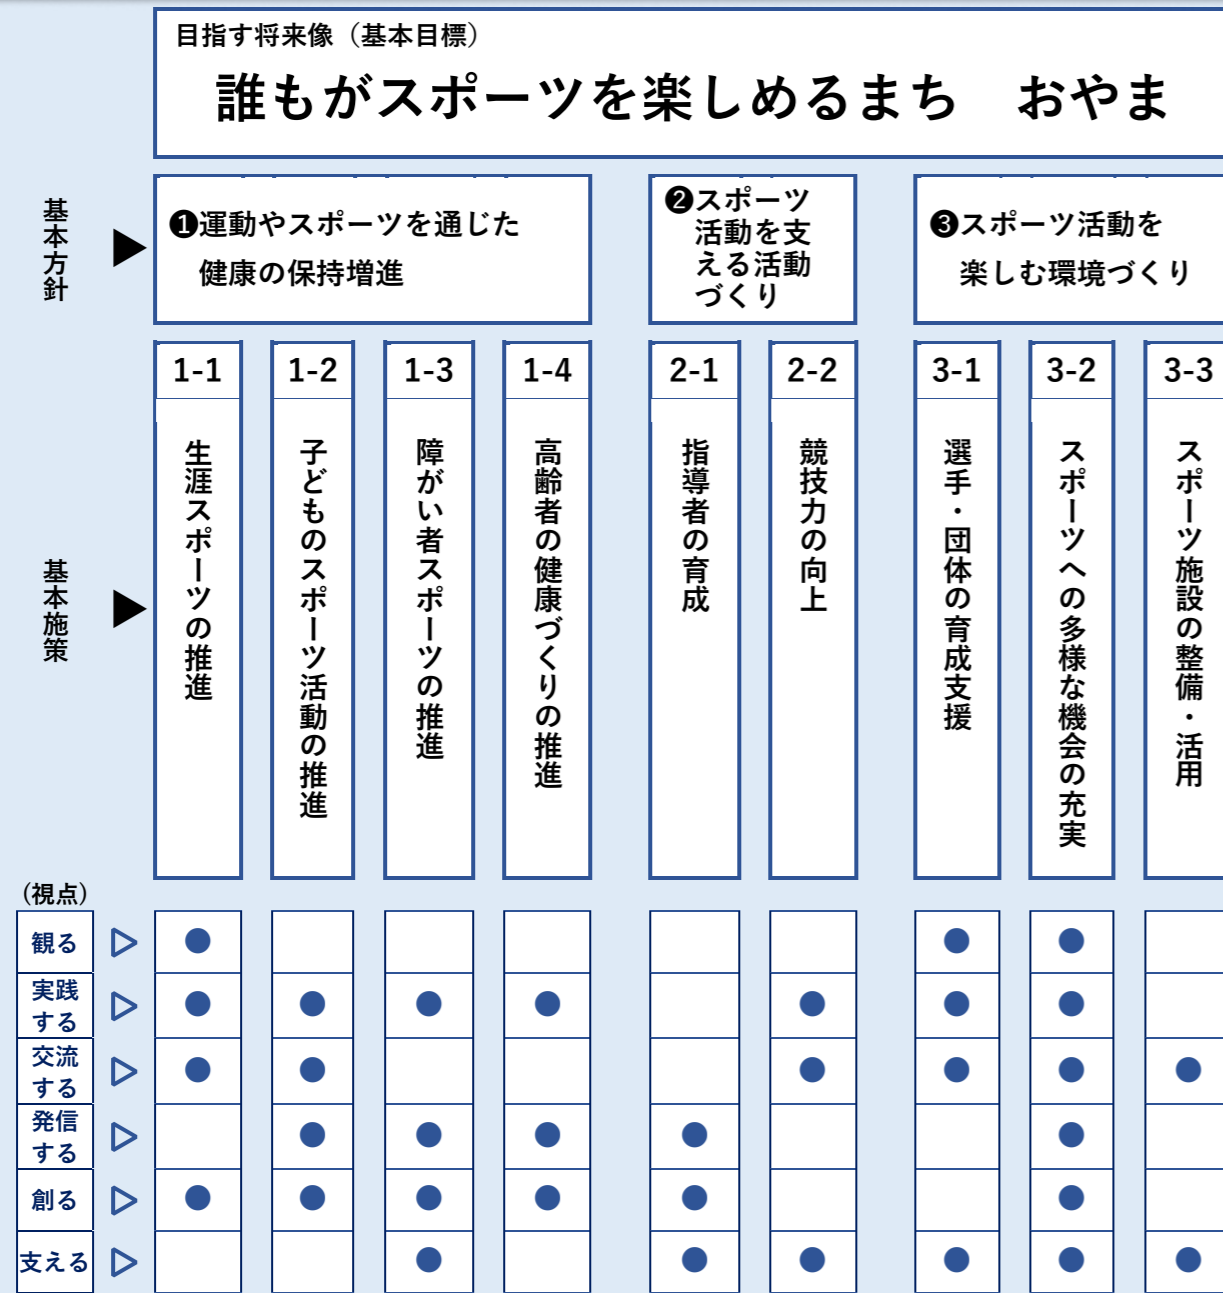 目指す将来像（基本目標）
誰もがスポーツを楽しめるまち　おやま
基本方針
❶運動やスポーツを通じた
健康の保持増進
❷スポーツ
活動を支
える活動
づくり
❸スポーツ活動を
楽しむ環境づくり
基本施策
1-1
生涯スポーツの推進
1-2
子どものスポーツ活動の推進
1-3
障がい者スポーツの推進
1-4
高齢者の健康づくりの推進
2-1
指導者の育成
2-2
競技力の向上
3-1
選手・団体の育成支援
3-2
スポーツへの多様な機会の充実
3-3
スポーツ施設の整備・活用
（視点）
観る
実践
する
交流
する
発信
する
創る
支える